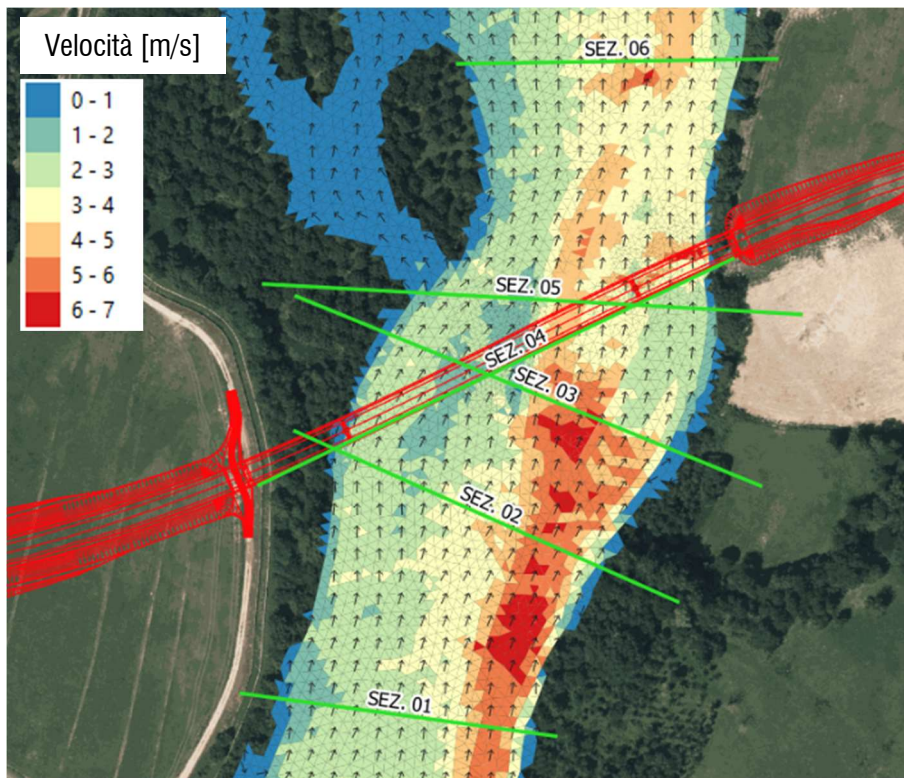 Velocità [m/s]
0 - 1
1 - 2
2 - 3
3 - 4
4 - 5
5 - 6
6 - 7
SEZ. 06
SEZ. 05
SEZ. 04
SEZ. 03
SEZ. 02
SEZ. 01